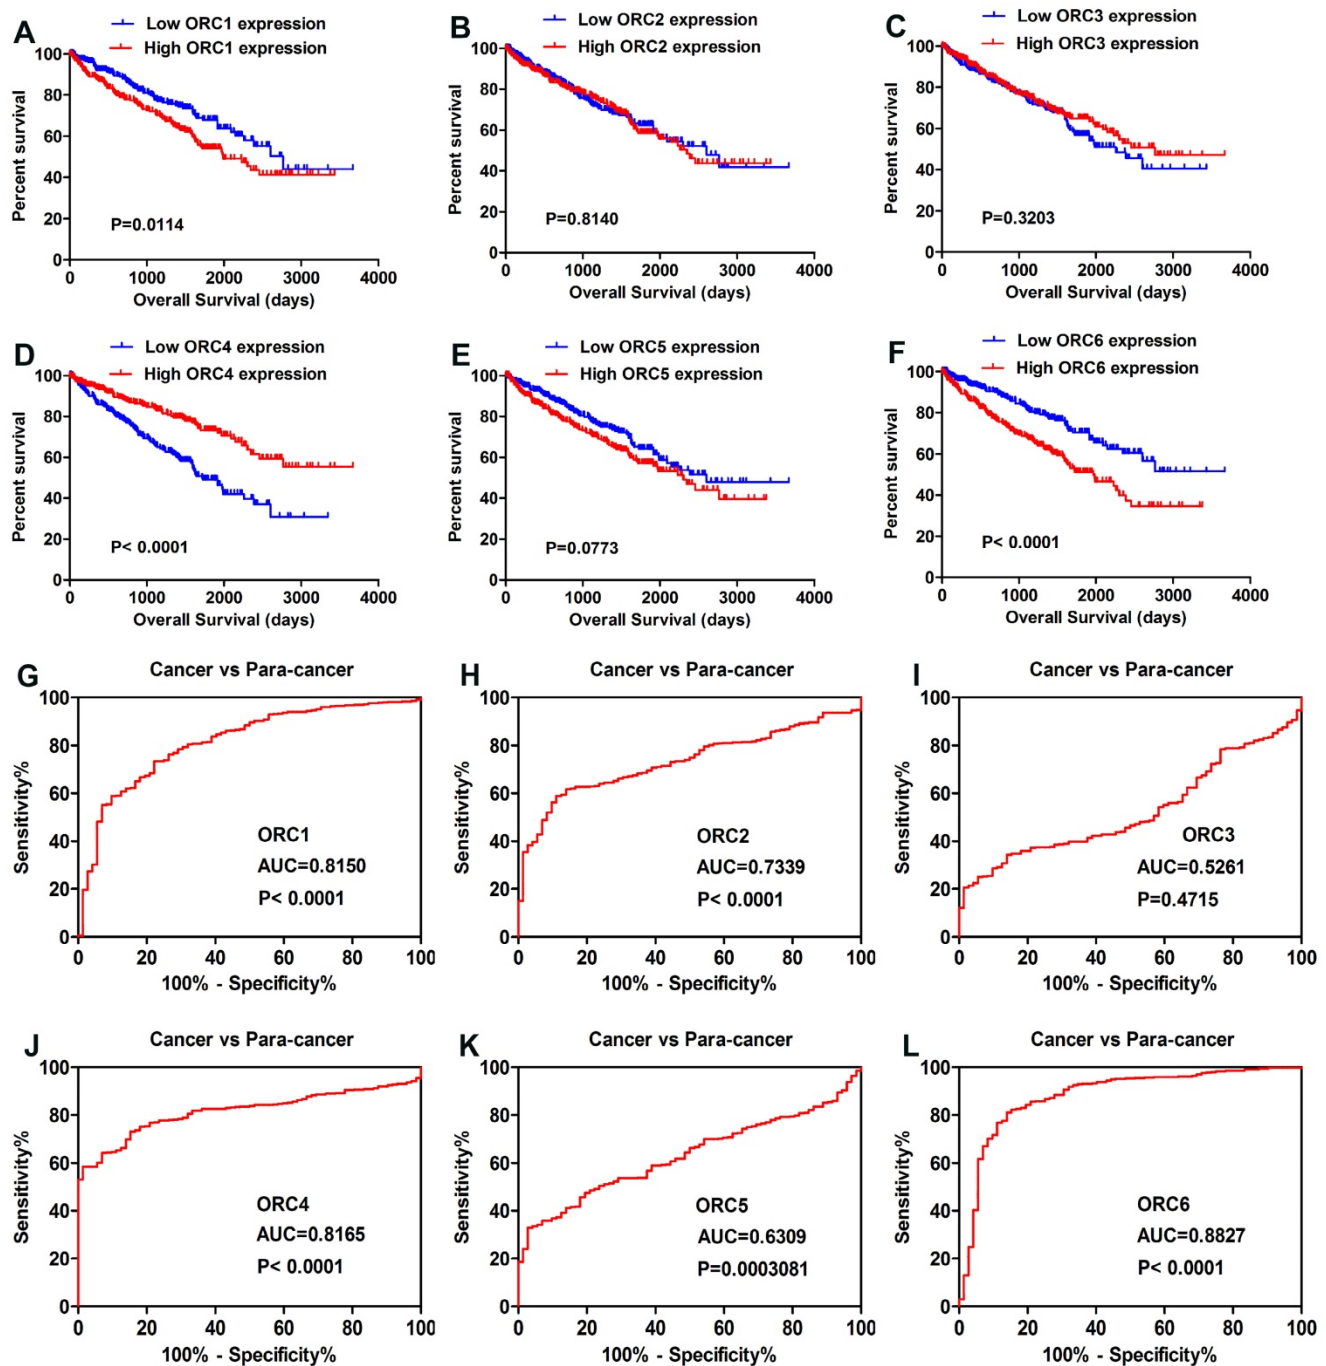 A
Low ORC1 expression
High ORC1 expression
Percent survival
100
80
60
40
20
0
P=0.0114
0 1000 2000 3000 4000
Overall Survival (days)
B
Low ORC2 expression
High ORC2 expression
Percent survival
100
80
60
40
20
0
P=0.8140
0 1000 2000 3000 4000
Overall Survival (days)
C
Low ORC3 expression
High ORC3 expression
Percent survival
100
80
60
40
20
0
P=0.3203
0 1000 2000 3000 4000
Overall Survival (days)
D
Low ORC4 expression
High ORC4 expression
Percent survival
100
80
60
40
20
0
P< 0.0001
0 1000 2000 3000 4000
Overall Survival (days)
E
Low ORC5 expression
High ORC5 expression
Percent survival
100
80
60
40
20
0
P=0.0773
0 1000 2000 3000 4000
Overall Survival (days)
F
Low ORC6 expression
High ORC6 expression
Percent survival
100
80
60
40
20
0
P< 0.0001
0 1000 2000 3000 4000
Overall Survival (days)
G
Cancer vs Para-cancer
Sensitivity%
100
80
60
40
20
0
ORC1
AUC=0.8150
P< 0.0001
0 20 40 60 80 100
100% - Specificity%
H
Cancer vs Para-cancer
Sensitivity%
100
80
60
40
20
0
ORC2
AUC=0.7339
P< 0.0001
0 20 40 60 80 100
100% - Specificity%
I
Cancer vs Para-cancer
Sensitivity%
100
80
60
40
20
0
ORC3
AUC=0.5261
P=0.4715
0 20 40 60 80 100
100% - Specificity%
J
Cancer vs Para-cancer
Sensitivity%
100
80
60
40
20
0
ORC4
AUC=0.8165
P< 0.0001
0 20 40 60 80 100
100% - Specificity%
K
Cancer vs Para-cancer
Sensitivity%
100
80
60
40
20
0
ORC5
AUC=0.6309
P=0.0003081
0 20 40 60 80 100
100% - Specificity%
L
Cancer vs Para-cancer
Sensitivity%
100
80
60
40
20
0
ORC6
AUC=0.8827
P< 0.0001
0 20 40 60 80 100
100% - Specificity%